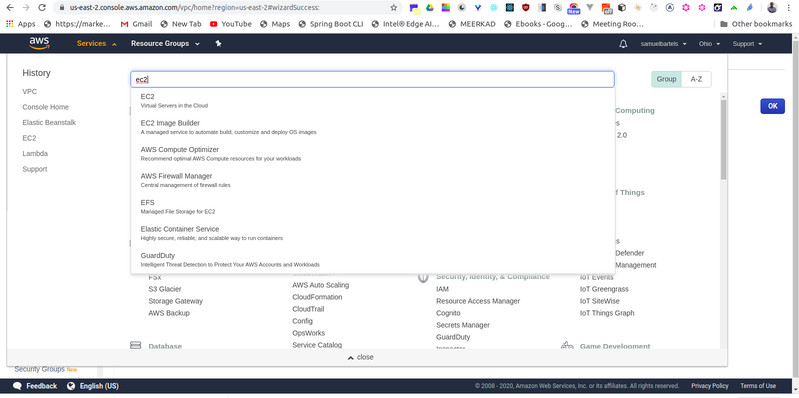 us-east-2.console.aws.amazon.com/vpc/home?region=us-east-2#wizardSuccess:
Apps https://marke... Gmail New Tab YouTube Maps Spring Boot CLI Intel® Edge AI... MEERKAD Ebooks - Goog... Meeting Roo... Other bookmarks
aws Services Resource Groups samuelbartels Ohio Support
History
VPC
Console Home
Elastic Beanstalk
EC2
Lambda
Support
ec2
Group A-Z
OK
EC2
Virtual Servers in the Cloud
EC2 Image Builder
A managed service to automate build, customize and deploy OS images
AWS Compute Optimizer
Recommend optimal AWS Compute resources for your workloads
AWS Firewall Manager
Central management of firewall rules
EFS
Managed File Storage for EC2
Elastic Container Service
Highly secure, reliable, and scalable way to run containers
GuardDuty
Intelligent Threat Detection to Protect Your AWS Accounts and Workloads
Computing
s
2.0
f Things
s
Defender
Management
FSx
S3 Glacier
Storage Gateway
AWS Backup
Database
AWS Auto Scaling
CloudFormation
CloudTrail
Config
OpsWorks
Service Catalog
Security, Identity, & Compliance
IAM
Resource Access Manager
Cognito
Secrets Manager
GuardDuty
Inspector
IoT Events
IoT Greengrass
IoT SiteWise
IoT Things Graph
Game Development
close
Security Groups New
Feedback English (US)
© 2008 - 2020, Amazon Web Services, Inc. or its affiliates. All rights reserved. Privacy Policy Terms of Use